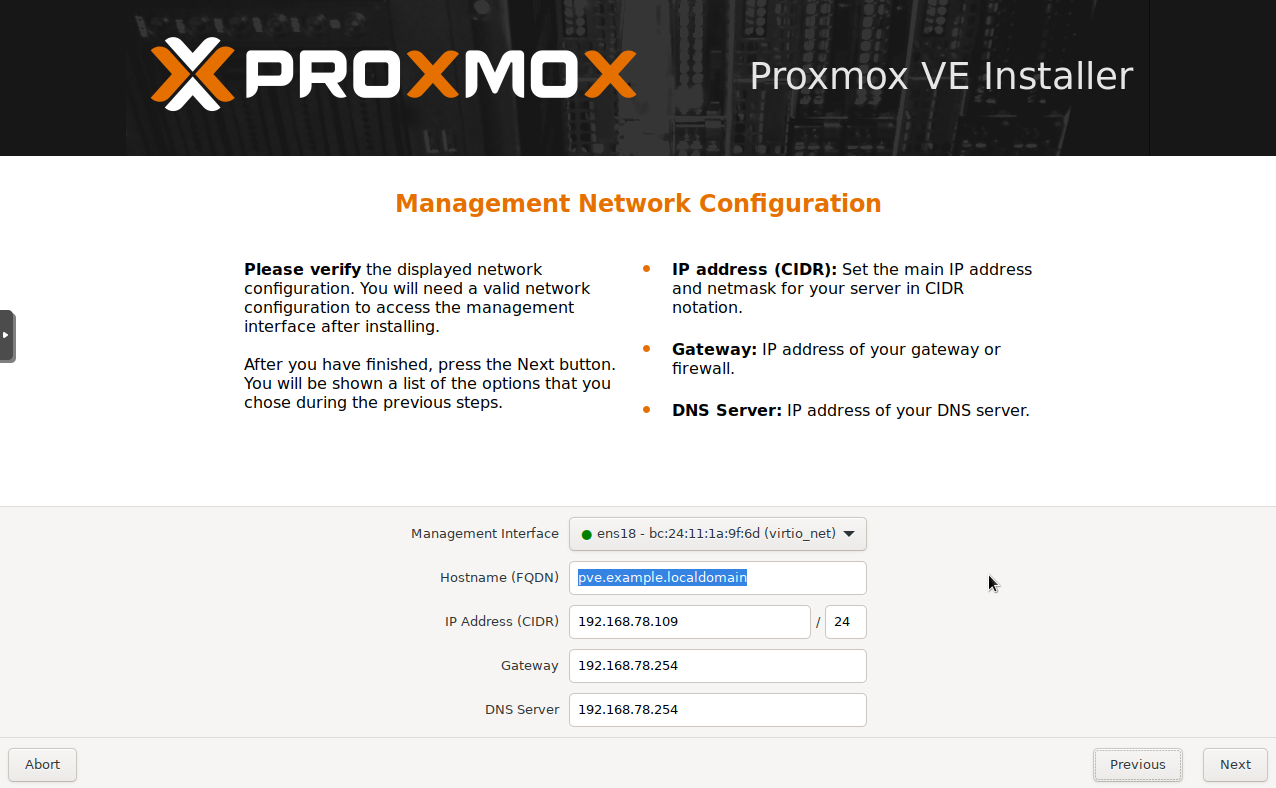 PROXMOX
Proxmox VE Installer
Management Network Configuration
Please verify the displayed network
configuration. You will need a valid network
configuration to access the management
interface after installing.
After you have finished, press the Next button.
You will be shown a list of the options that you
chose during the previous steps.
IP address (CIDR): Set the main IP address
and netmask for your server in CIDR
notation.
Gateway: IP address of your gateway or
firewall.
DNS Server: IP address of your DNS server.
Management Interface ens18 - bc:24:11:1a:9f:6d (virtio_net)
Hostname (FQDN) pve.example.localdomain
IP Address (CIDR) 192.168.78.109 / 24
Gateway 192.168.78.254
DNS Server 192.168.78.254
Abort Previous Next